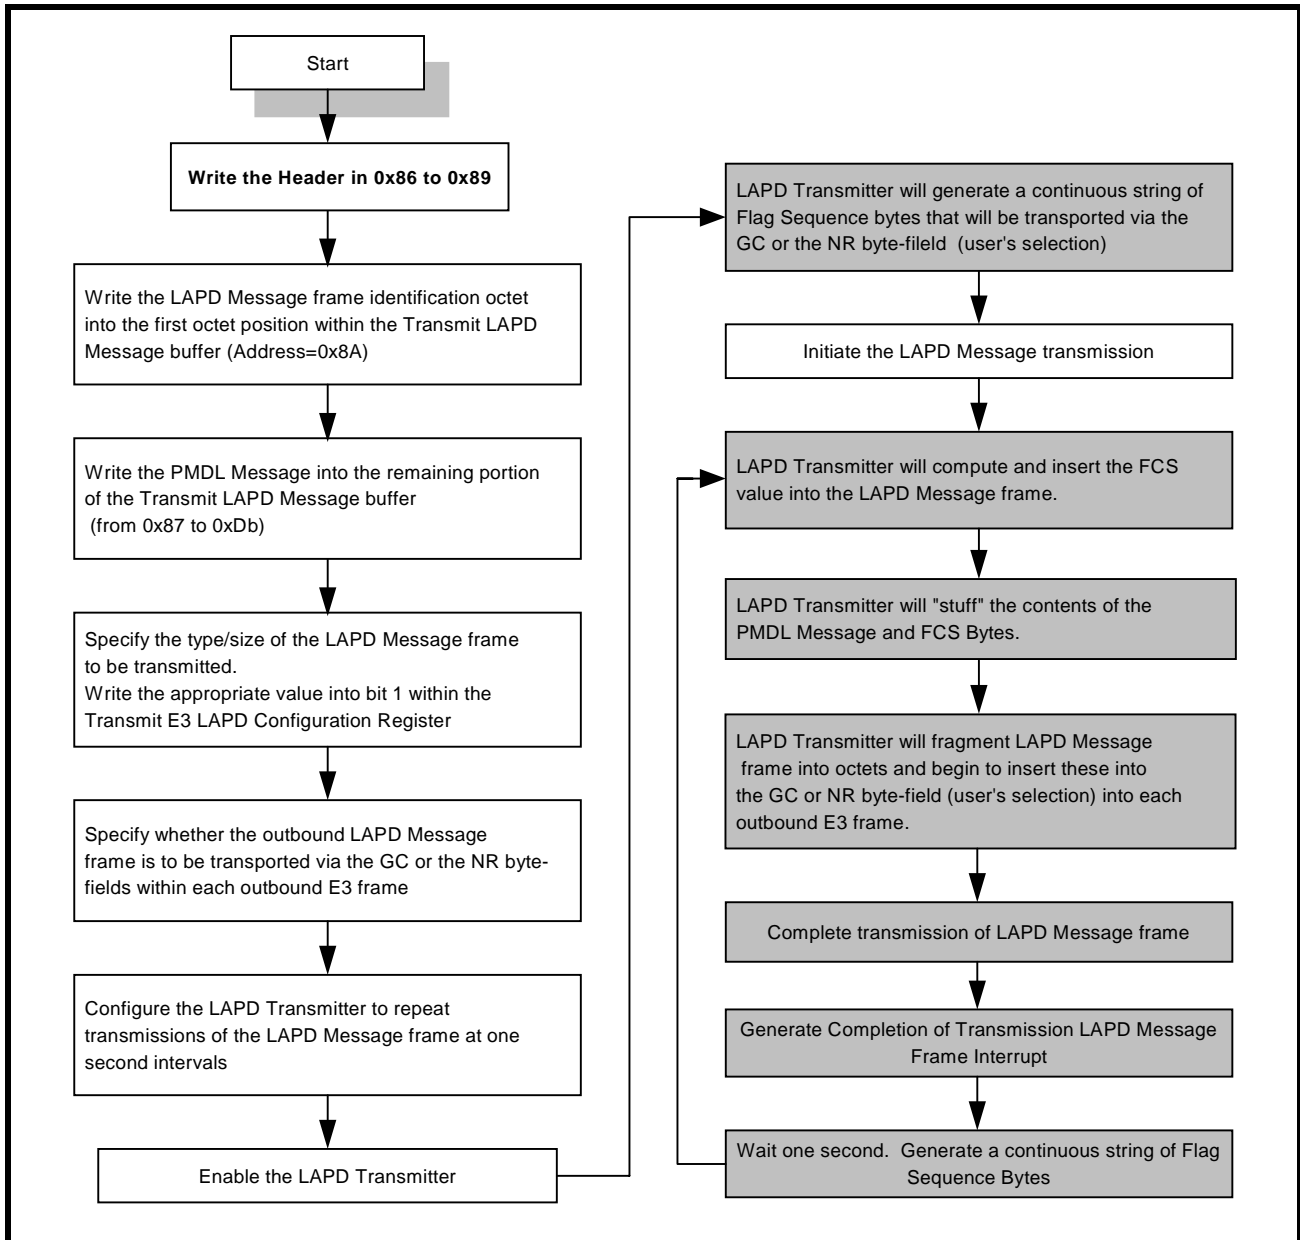 Start
Write the Header in 0x86 to 0x89
Write the LAPD Message frame identification octet
into the first octet position within the Transmit LAPD
Message buffer (Address=0x8A)
Write the PMDL Message into the remaining portion
of the Transmit LAPD Message buffer
(from 0x87 to 0xDb)
Specify the type/size of the LAPD Message frame
to be transmitted.
Write the appropriate value into bit 1 within the
Transmit E3 LAPD Configuration Register
Specify whether the outbound LAPD Message
frame is to be transported via the GC or the NR byte-
fields within each outbound E3 frame
Configure the LAPD Transmitter to repeat
transmissions of the LAPD Message frame at one
second intervals
Enable the LAPD Transmitter
LAPD Transmitter will generate a continuous string of
Flag Sequence bytes that will be transported via the
GC or the NR byte-fileld (user's selection)
Initiate the LAPD Message transmission
LAPD Transmitter will compute and insert the FCS
value into the LAPD Message frame.
LAPD Transmitter will "stuff" the contents of the
PMDL Message and FCS Bytes.
LAPD Transmitter will fragment LAPD Message
frame into octets and begin to insert these into
the GC or NR byte-field (user's selection) into each
outbound E3 frame.
Complete transmission of LAPD Message frame
Generate Completion of Transmission LAPD Message
Frame Interrupt
Wait one second. Generate a continuous string of Flag
Sequence Bytes